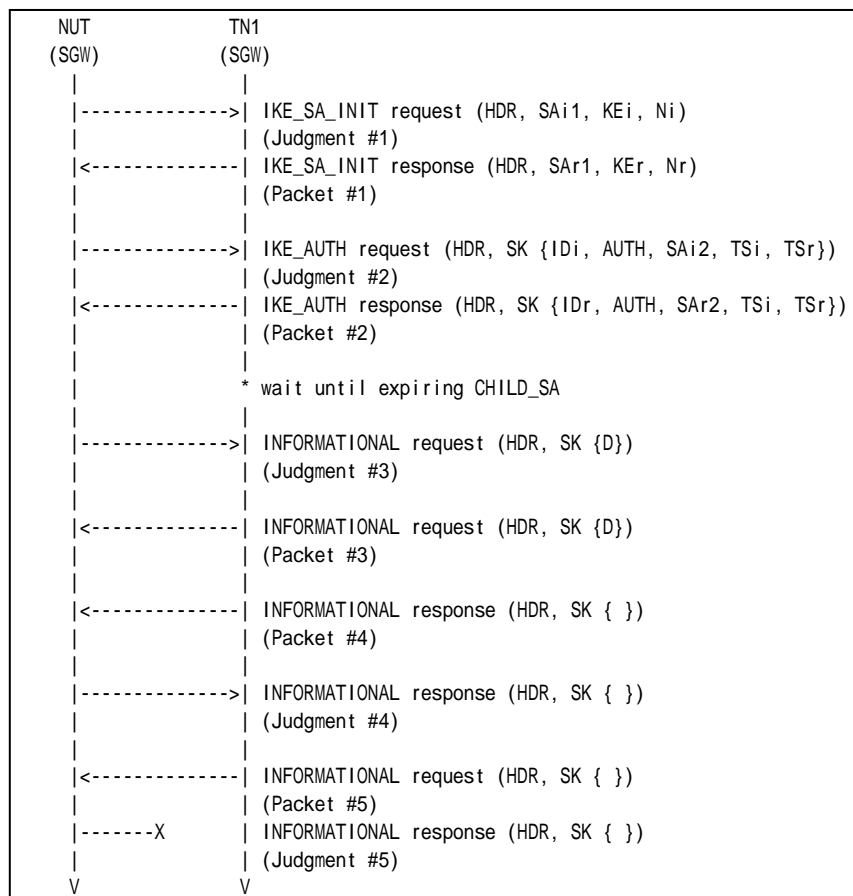 NUT TN1
(SGW) (SGW)
| |
|-------------->| IKE_SA_INIT request (HDR, SAi1, KEi, Ni)
| | (Judgment #1)
|<--------------| IKE_SA_INIT response (HDR, SAr1, KEr, Nr)
| | (Packet #1)
| |
|-------------->| IKE_AUTH request (HDR, SK {IDi, AUTH, SAi2, TSi, TSr})
| | (Judgment #2)
|<--------------| IKE_AUTH response (HDR, SK {IDr, AUTH, SAr2, TSi, TSr})
| | (Packet #2)
| |
| * wait until expiring CHILD_SA
| |
|-------------->| INFORMATIONAL request (HDR, SK {D})
| | (Judgment #3)
| |
|<--------------| INFORMATIONAL request (HDR, SK {D})
| | (Packet #3)
| |
|<--------------| INFORMATIONAL response (HDR, SK { })
| | (Packet #4)
| |
|-------------->| INFORMATIONAL response (HDR, SK { })
| | (Judgment #4)
| |
|<--------------| INFORMATIONAL request (HDR, SK { })
| | (Packet #5)
|-------X | INFORMATIONAL response (HDR, SK { })
| | (Judgment #5)
V V